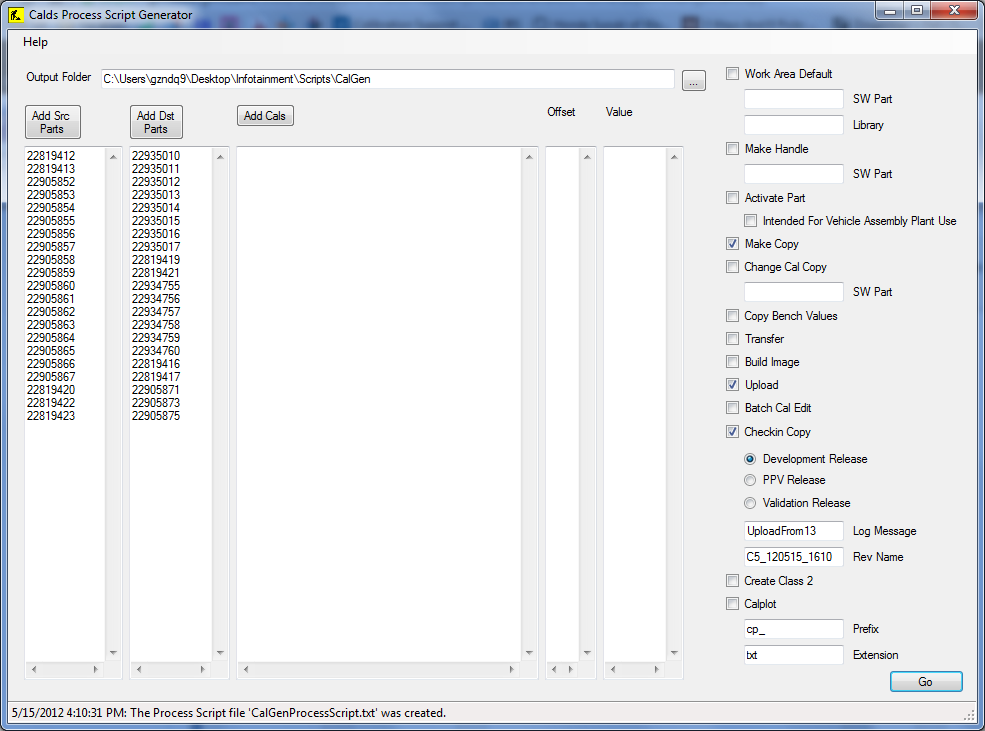 Calds Process Script Generator
Help
Output Folder C:\Users\gzndq9\Desktop\Infotainment\Scripts\CalGen ...
Add Src Parts
Add Dst Parts
Add Cals
Offset
Value
22819412
22819413
22905852
22905853
22905854
22905855
22905856
22905857
22905858
22905859
22905860
22905861
22905862
22905863
22905864
22905865
22905866
22905867
22819420
22819422
22819423
22935010
22935011
22935012
22935013
22935014
22935015
22935016
22935017
22819419
22819421
22934755
22934756
22934757
22934758
22934759
22934760
22819416
22819417
22905871
22905873
22905875
Work Area Default
SW Part
Library
Make Handle
SW Part
Activate Part
Intended For Vehicle Assembly Plant Use
Make Copy
Change Cal Copy
SW Part
Copy Bench Values
Transfer
Build Image
Upload
Batch Cal Edit
Checkin Copy
Development Release
PPV Release
Validation Release
UploadFrom13 Log Message
C5_120515_1610 Rev Name
Create Class 2
Calplot
cp_ Prefix
txt Extension
Go
5/15/2012 4:10:31 PM: The Process Script file 'CalGenProcessScript.txt' was created.